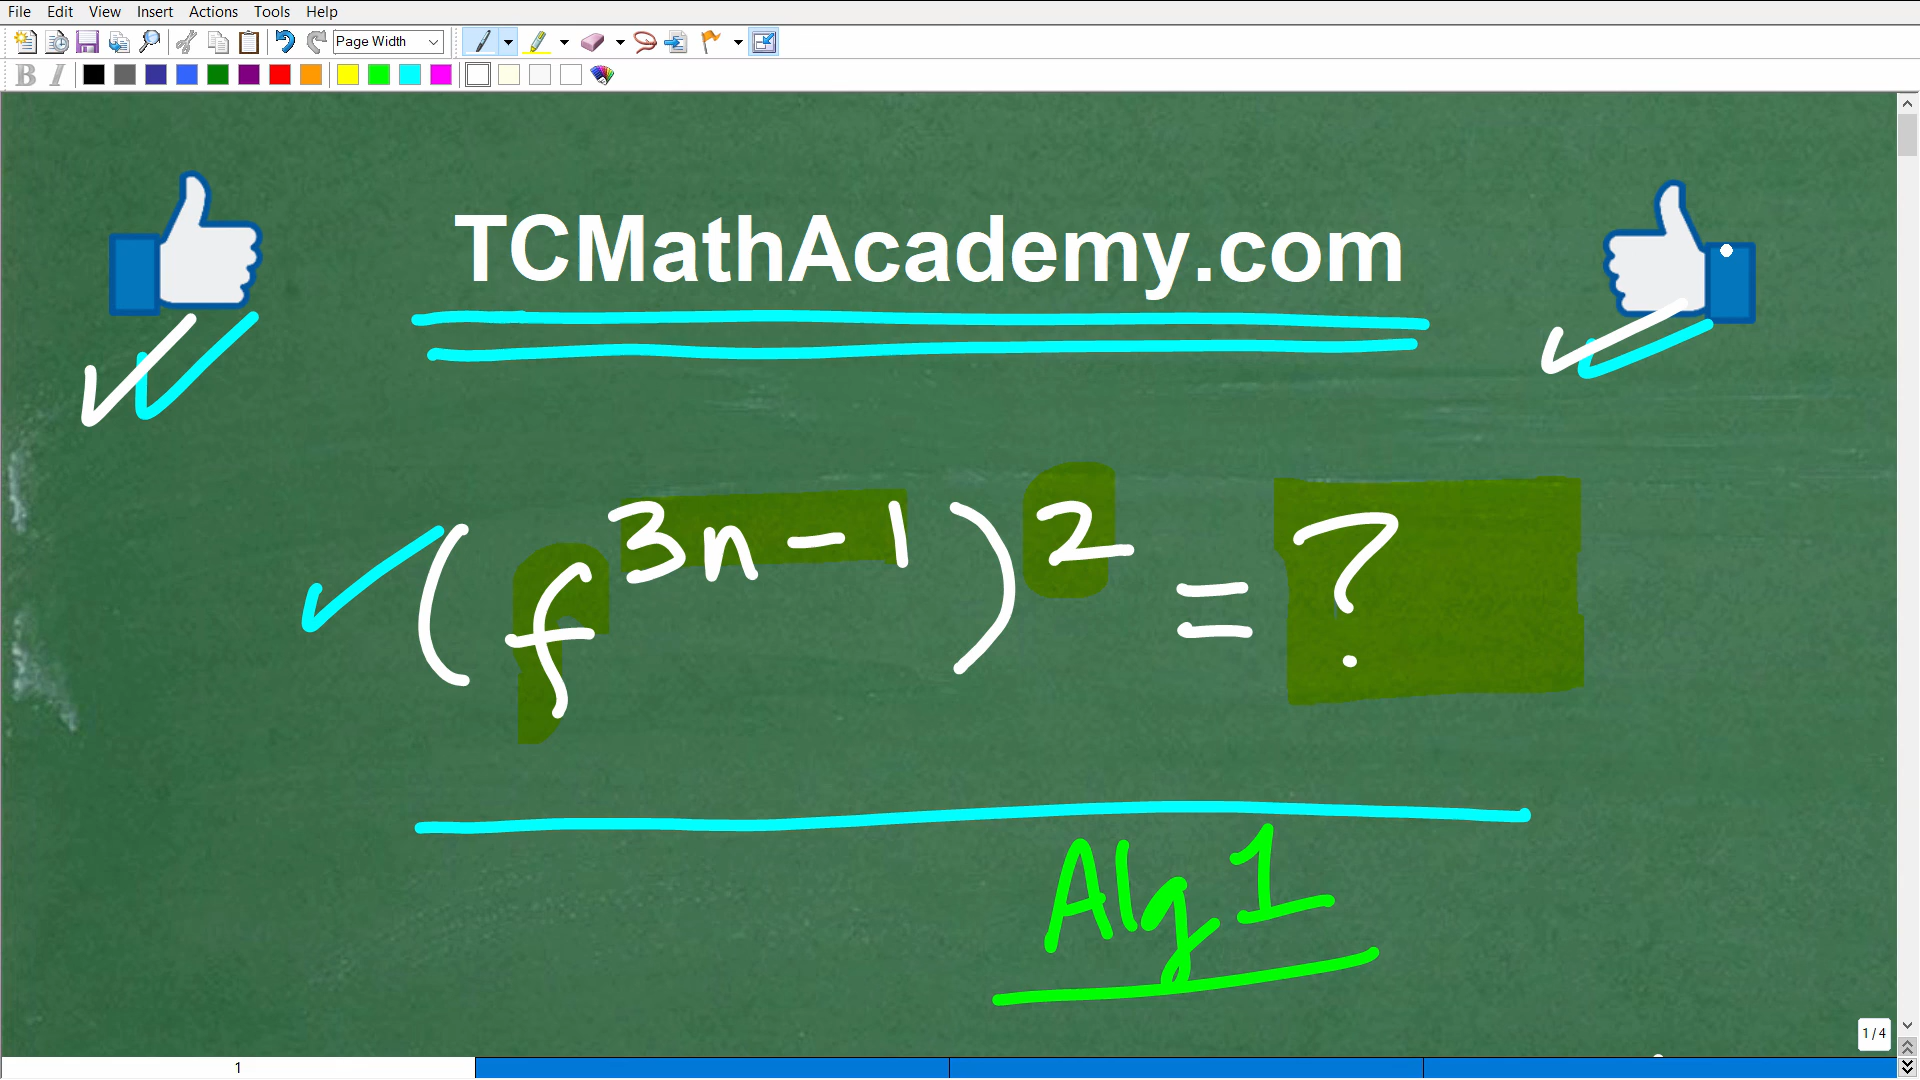 File Edit View Insert Actions Tools Help
Page Width
B I
TCMathAcademy.com
(f^{3n-1})^2 = ?
Alg 1
1 / 4
1